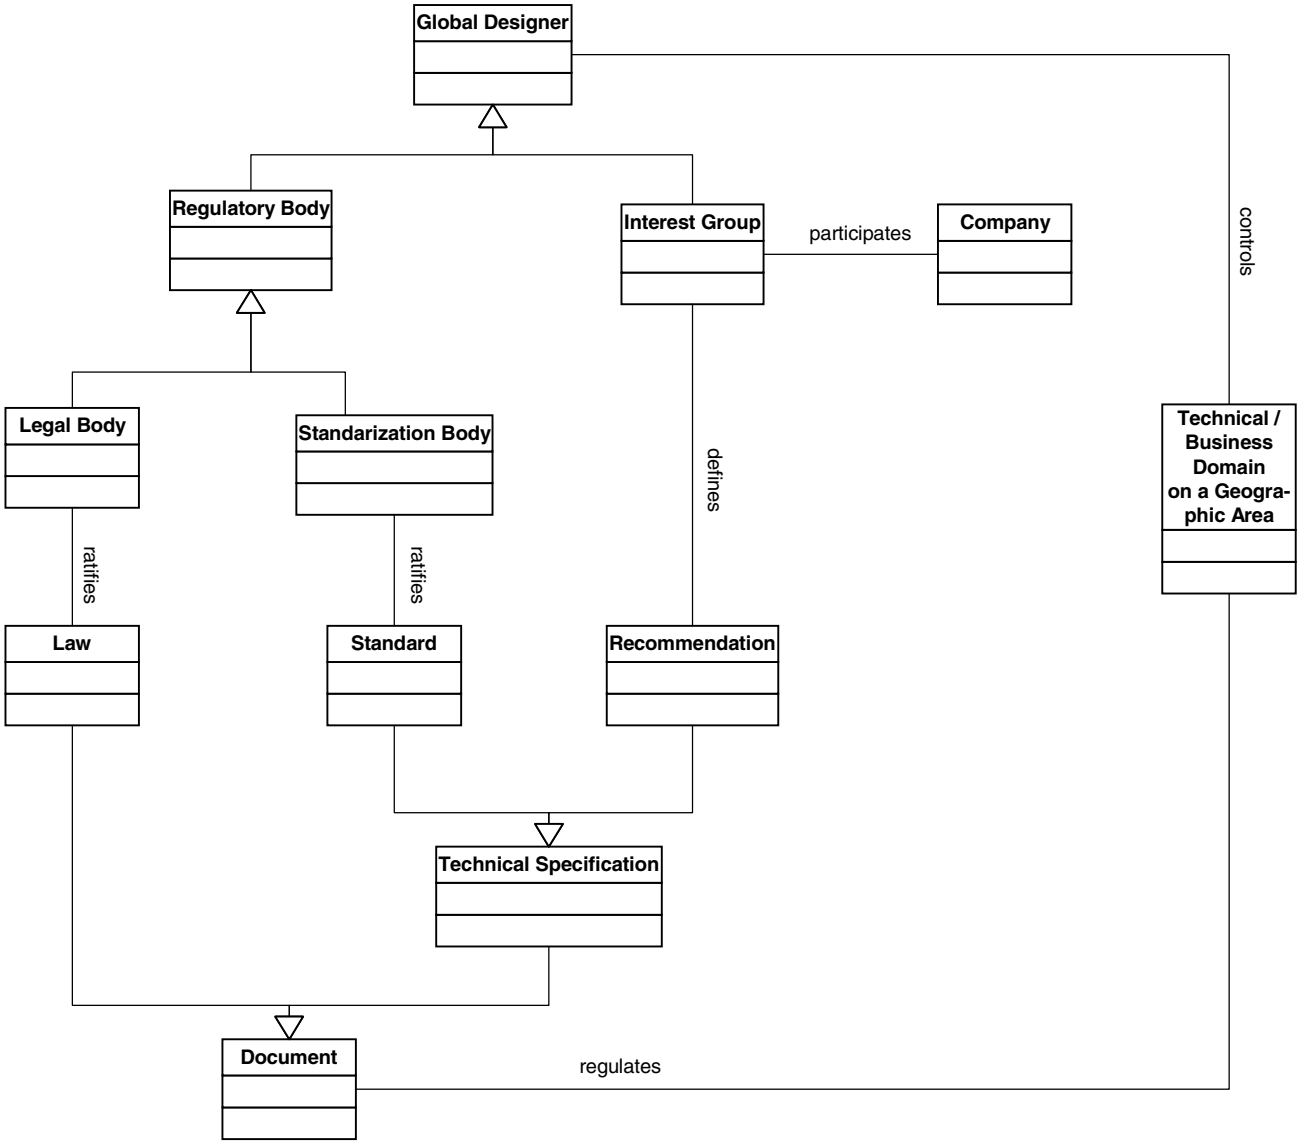 Global Designer
Regulatory Body
Interest Group
participates
Company
controls
Legal Body
Standarization Body
defines
Technical /
Business
Domain
on a Geogra-
phic Area
ratifies
ratifies
Law
Standard
Recommendation
Technical Specification
Document
regulates